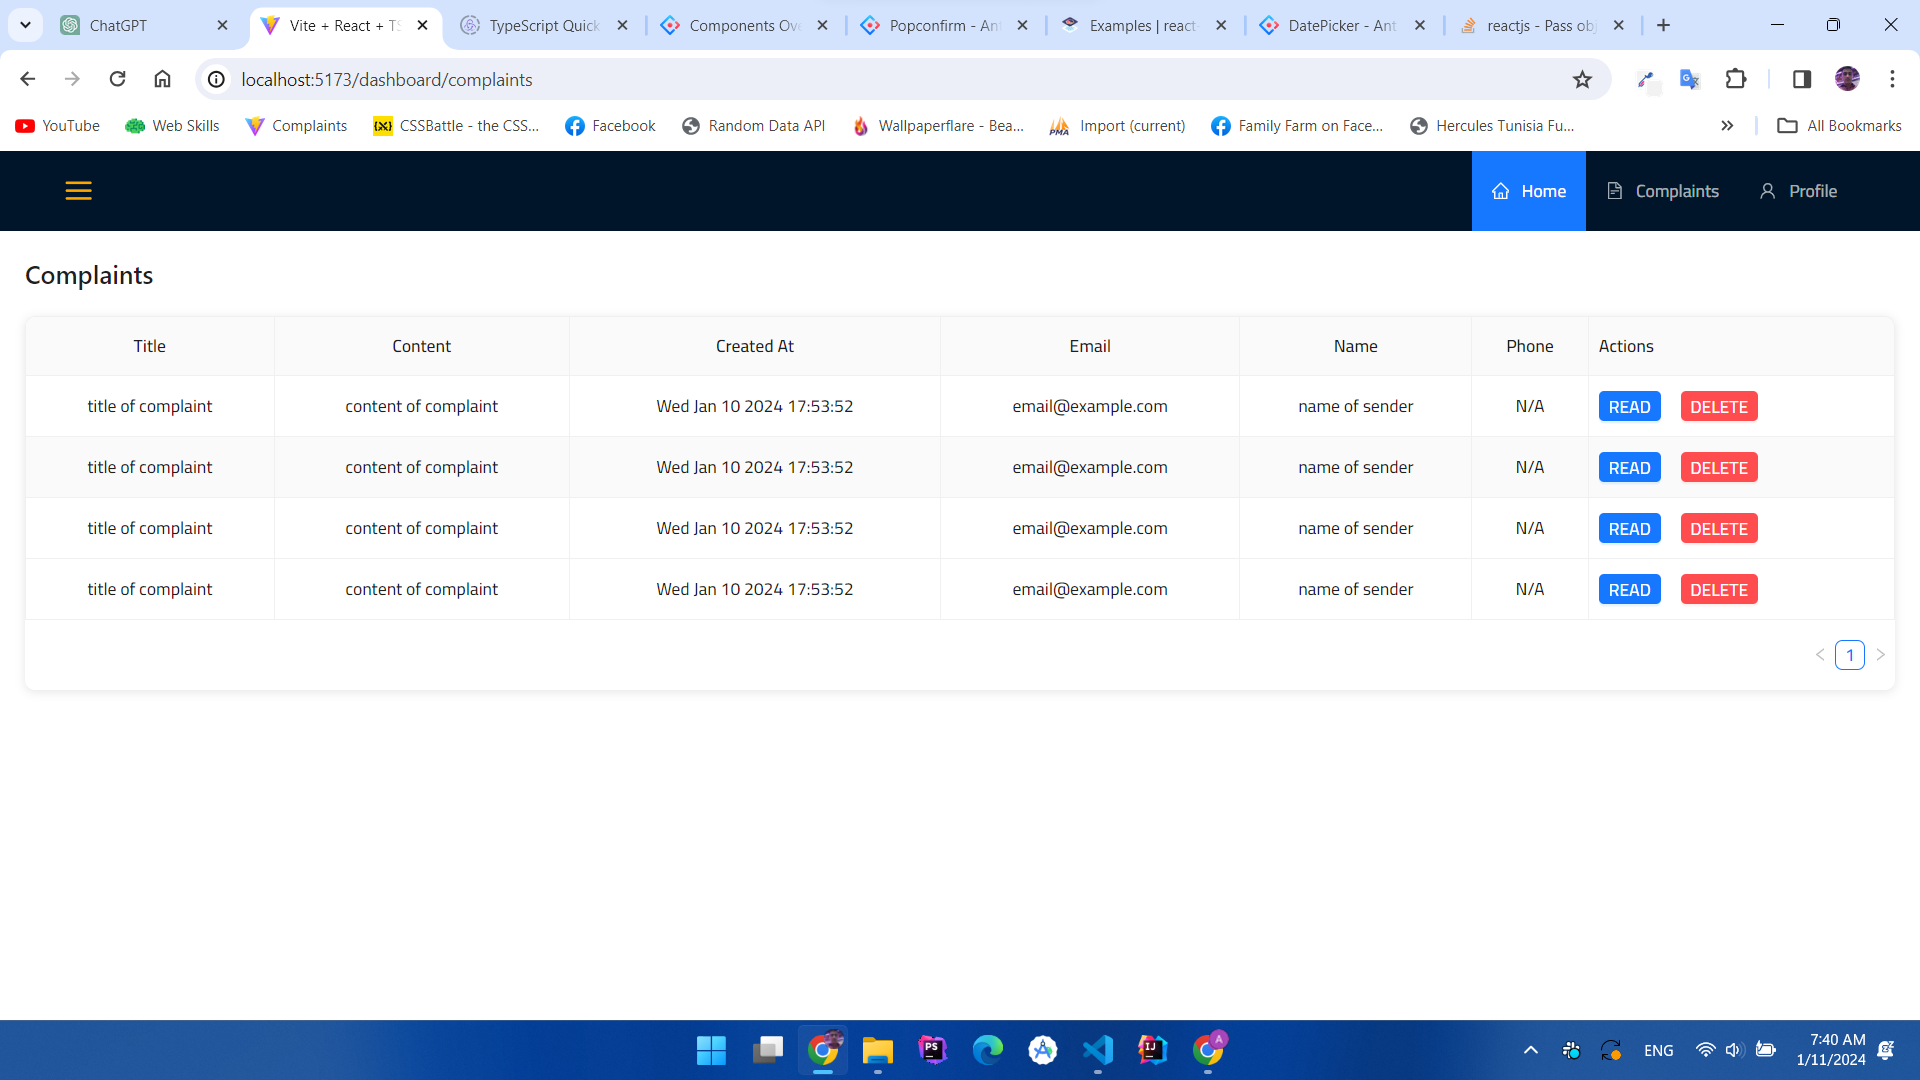 ChatGPT
Vite + React + TS
TypeScript Quick
Components Ove
Popconfirm - Ant
Examples | react-
DatePicker - Ant
reactjs - Pass obj
localhost:5173/dashboard/complaints
YouTube
Web Skills
Complaints
CSSBattle - the CSS...
Facebook
Random Data API
Wallpaperflare - Bea...
Import (current)
Family Farm on Face...
Hercules Tunisia Fu...
All Bookmarks
Home
Complaints
Profile
Complaints
Title Content Created At Email Name Phone Actions
title of complaint content of complaint Wed Jan 10 2024 17:53:52 email@example.com name of sender N/A READ DELETE
title of complaint content of complaint Wed Jan 10 2024 17:53:52 email@example.com name of sender N/A READ DELETE
title of complaint content of complaint Wed Jan 10 2024 17:53:52 email@example.com name of sender N/A READ DELETE
title of complaint content of complaint Wed Jan 10 2024 17:53:52 email@example.com name of sender N/A READ DELETE
1
ENG
7:40 AM
1/11/2024